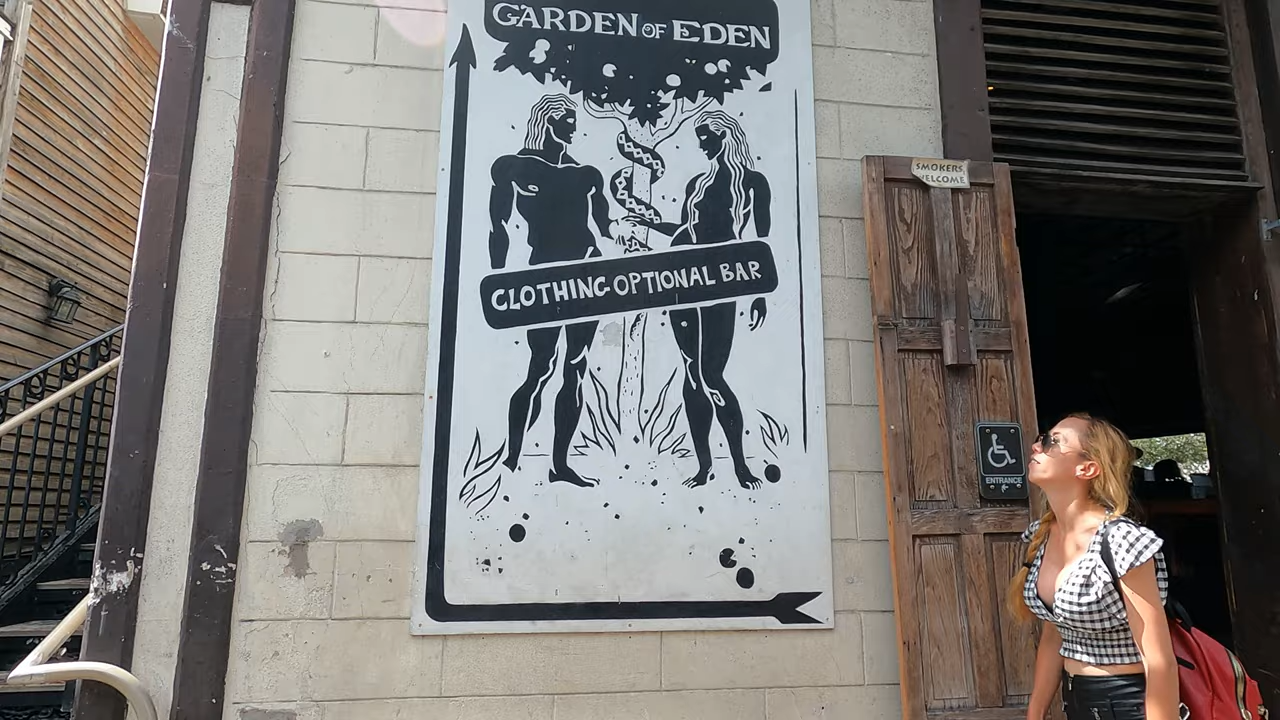 GARDEN OF EDEN
CLOTHING OPTIONAL BAR
SMOKERS
WELCOME
ENTRANCE